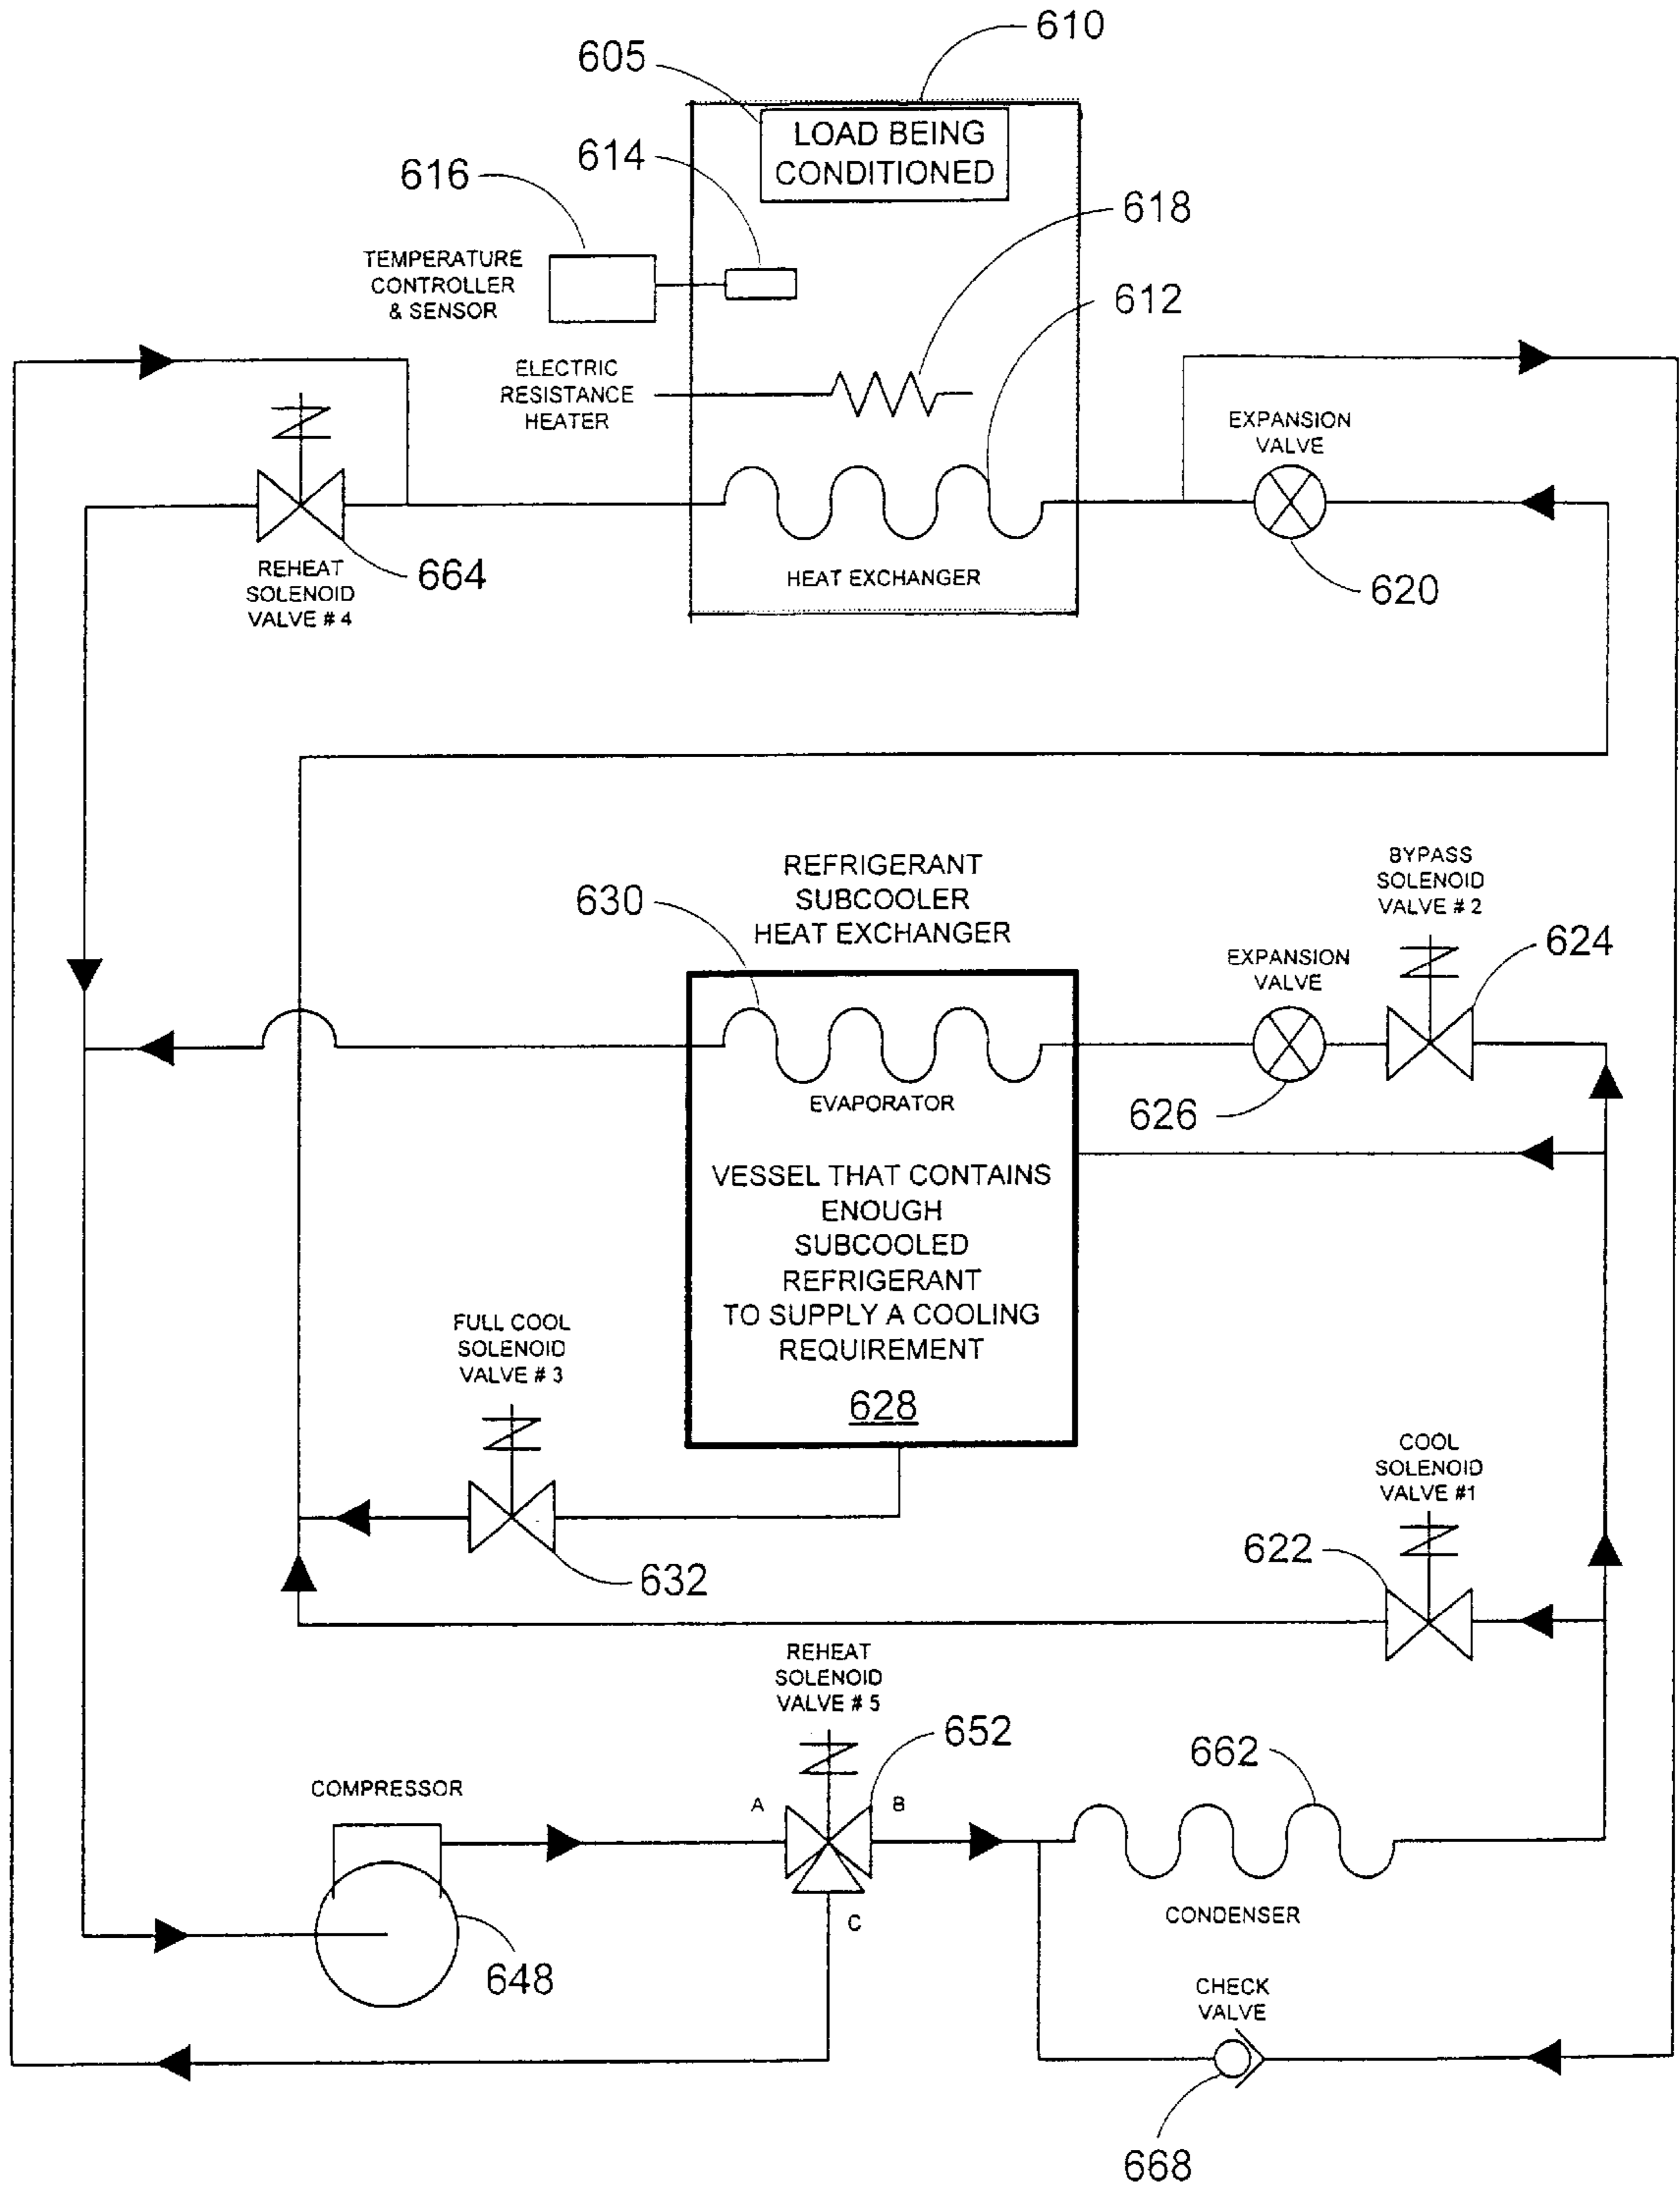 610
605
LOAD BEING
CONDITIONED
614
616
618
TEMPERATURE
CONTROLLER
& SENSOR
612
ELECTRIC
RESISTANCE
HEATER
EXPANSION
VALVE
HEAT EXCHANGER
REHEAT
SOLENOID
VALVE # 4
664
620
BYPASS
SOLENOID
VALVE # 2
REFRIGERANT
SUBCOOLER
HEAT EXCHANGER
630
624
EXPANSION
VALVE
EVAPORATOR
626
VESSEL THAT CONTAINS
ENOUGH
SUBCOOLED
REFRIGERANT
TO SUPPLY A COOLING
REQUIREMENT
628
FULL COOL
SOLENOID
VALVE # 3
COOL
SOLENOID
VALVE #1
622
632
REHEAT
SOLENOID
VALVE # 5
652
662
COMPRESSOR
A
B
C
CONDENSER
648
CHECK
VALVE
668